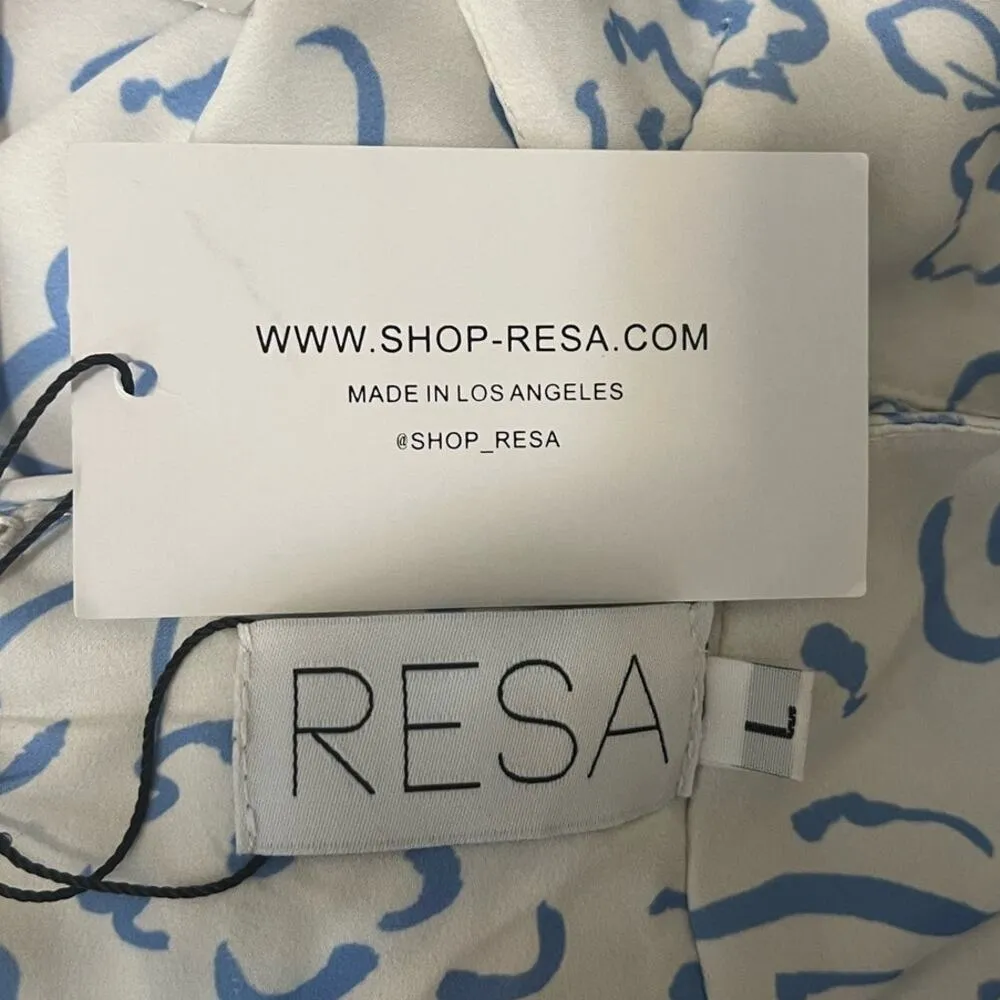 WWW.SHOP-RESA.COM
MADE IN LOS ANGELES
@SHOP_RESA
RESA
L